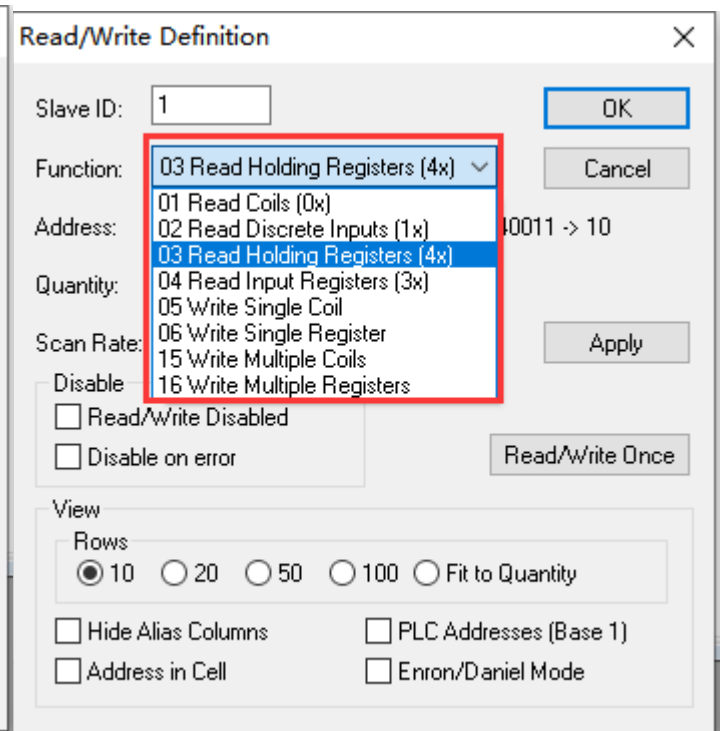 Read/Write Definition
Slave ID: 1 OK
Function: 03 Read Holding Registers (4x) Cancel
01 Read Coils (0x)
02 Read Discrete Inputs (1x)
Address: 0011 -> 10
03 Read Holding Registers (4x)
04 Read Input Registers (3x)
Quantity:
05 Write Single Coil
06 Write Single Register
Scan Rate: Apply
15 Write Multiple Coils
16 Write Multiple Registers
Disable
Read/Write Disabled
Disable on error Read/Write Once
View
Rows
10 20 50 100 Fit to Quantity
Hide Alias Columns PLC Addresses (Base 1)
Address in Cell Enron/Daniel Mode